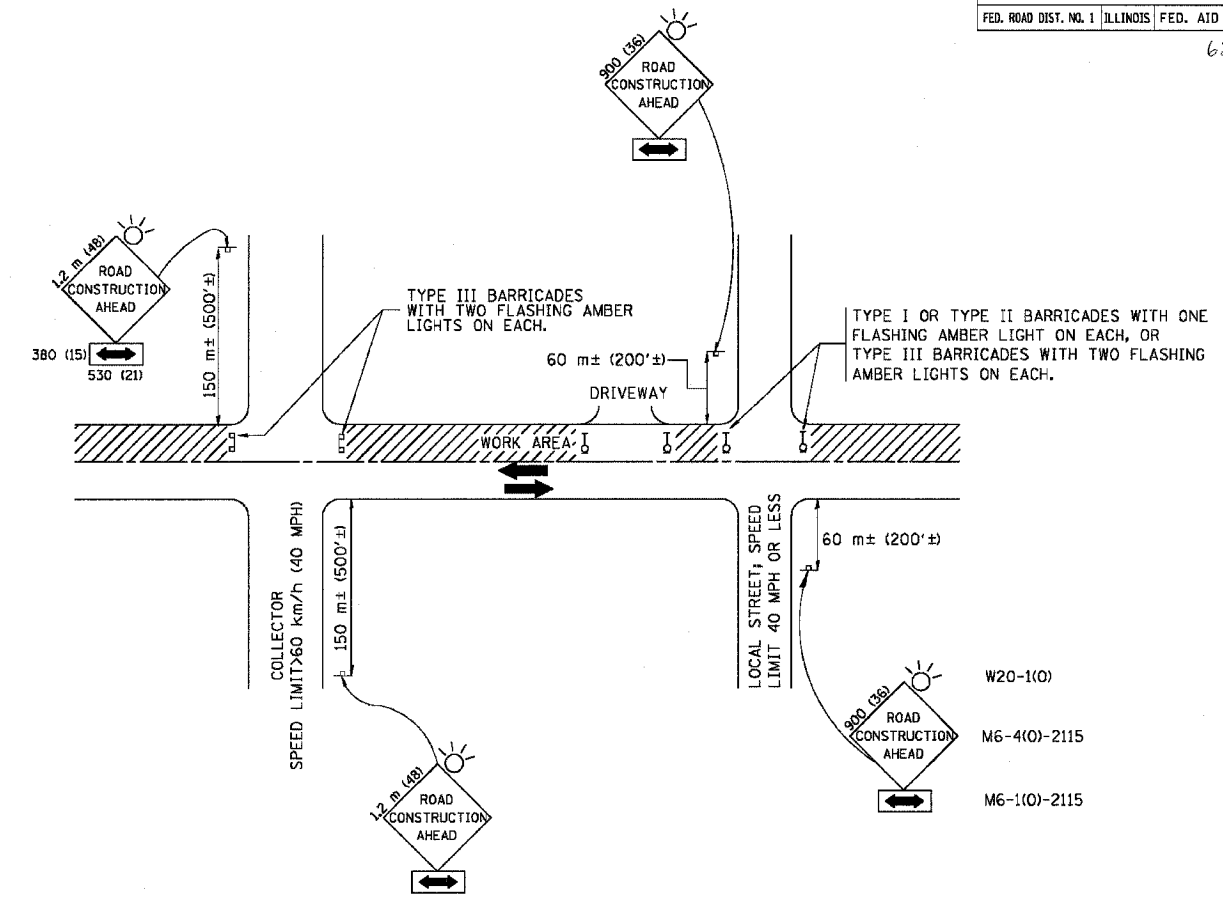 FED. ROAD DIST. NO. 1 ILLINOIS FED. AID
900 (36)
ROAD
CONSTRUCTION
AHEAD
1.2 m (48)
ROAD
CONSTRUCTION
AHEAD
380 (15)
530 (21)
150 m± (500'±)
TYPE III BARRICADES
WITH TWO FLASHING AMBER
LIGHTS ON EACH.
60 m± (200'±)
DRIVEWAY
TYPE I OR TYPE II BARRICADES WITH ONE
FLASHING AMBER LIGHT ON EACH, OR
TYPE III BARRICADES WITH TWO FLASHING
AMBER LIGHTS ON EACH.
WORK AREA
COLLECTOR
SPEED LIMIT>60 km/h (40 MPH)
150 m± (500'±)
LOCAL STREET; SPEED
LIMIT 40 MPH OR LESS
60 m± (200'±)
1.2 m (48)
ROAD
CONSTRUCTION
AHEAD
900 (36)
ROAD
CONSTRUCTION
AHEAD
W20-1(O)
M6-4(O)-2115
M6-1(O)-2115